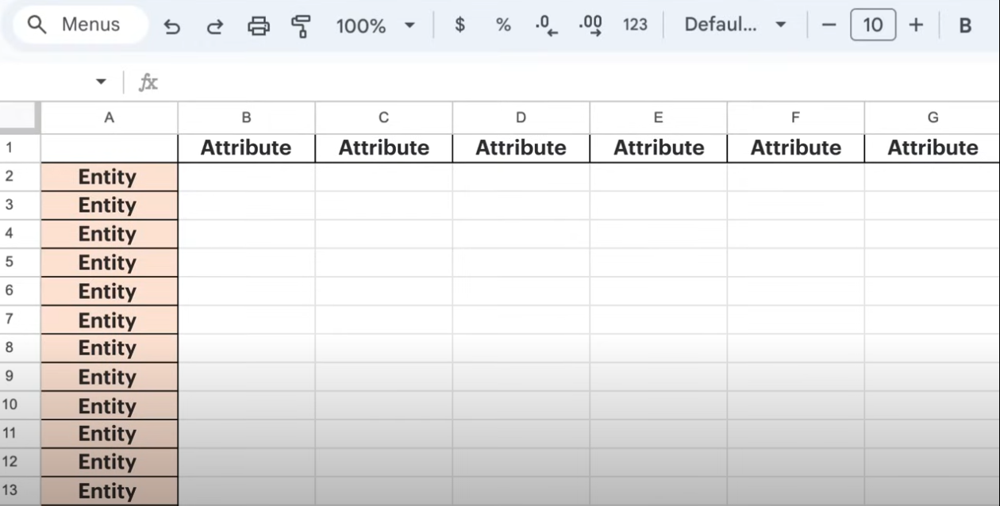 Menus 100% $ % .0 .00 123 Defaul... − 10 + B
fx
A B C D E F G
1 Attribute Attribute Attribute Attribute Attribute Attribute
2 Entity
3 Entity
4 Entity
5 Entity
6 Entity
7 Entity
8 Entity
9 Entity
10 Entity
11 Entity
12 Entity
13 Entity